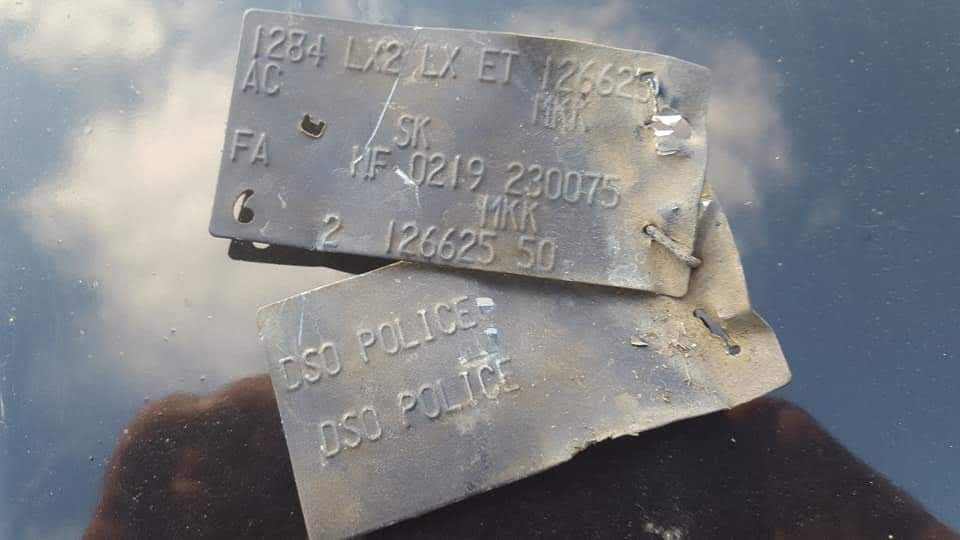 1284 LX2 LX ET 126625
AC MKK
SK
FA MF 0219 230075
MKK
6 2 126625 50
DSO POLICE
DSO POLICE